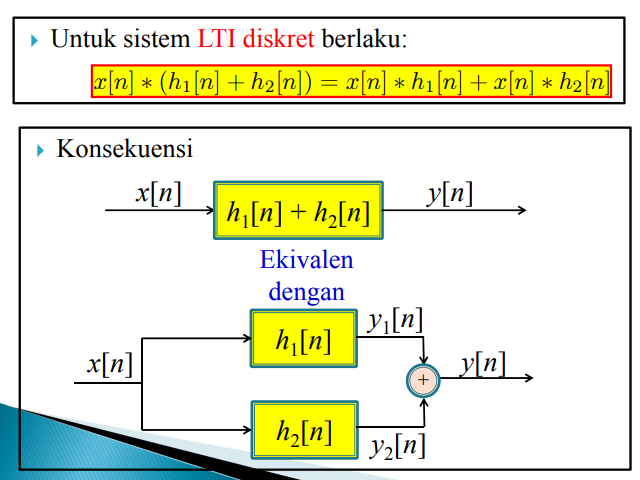 Untuk sistem LTI diskret berlaku:
x[n] ∗ (h₁[n] + h₂[n]) = x[n] ∗ h₁[n] + x[n] ∗ h₂[n]
Konsekuensi
x[n]
h₁[n] + h₂[n]
y[n]
Ekivalen
dengan
x[n]
h₁[n]
y₁[n]
+
y[n]
h₂[n]
y₂[n]